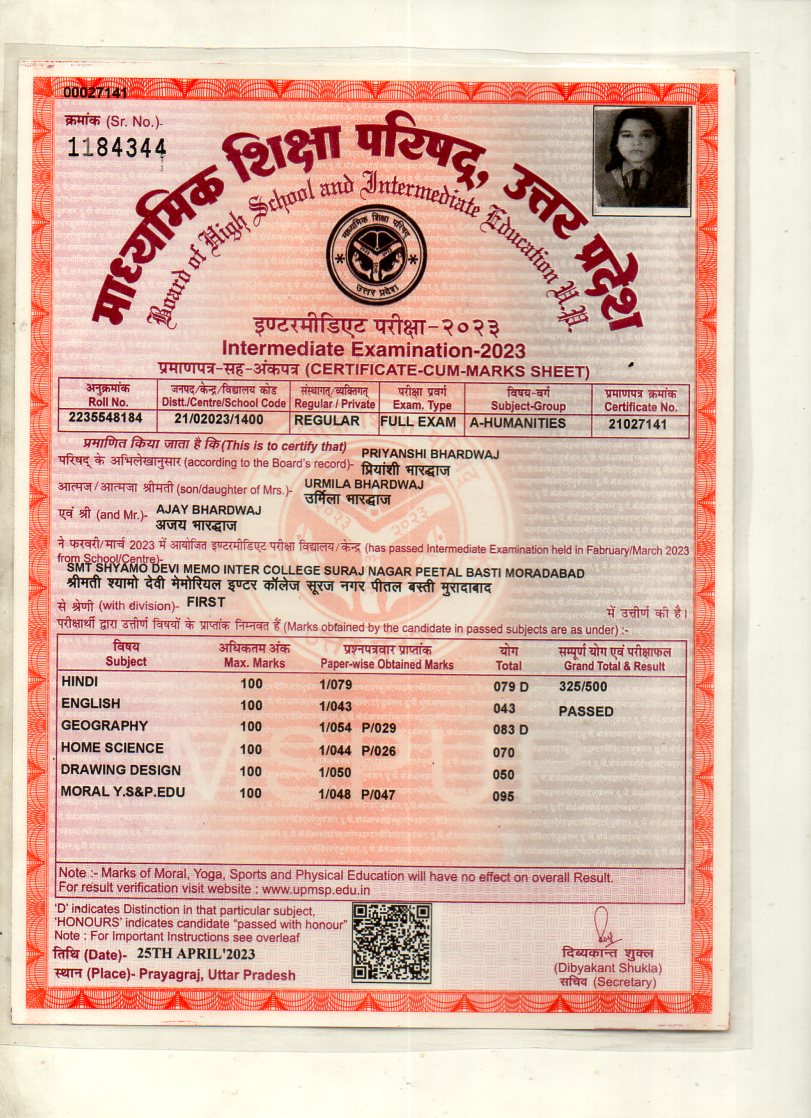 00027141
क्रमांक (Sr. No.)-
1184344
माध्यमिक शिक्षा परिषद्, उत्तर प्रदेश
Board of High School and Intermediate Education U.P.
माध्यमिक शिक्षा परिषद
उत्तर प्रदेश
इण्टरमीडिएट परीक्षा-२०२३
Intermediate Examination-2023
प्रमाणपत्र-सह-अंकपत्र (CERTIFICATE-CUM-MARKS SHEET)
अनुक्रमांक जनपद/केन्द्र/विद्यालय कोड संस्थागत्/व्यक्तिगत् परीक्षा प्रवर्ग विषय-वर्ग प्रमाणपत्र क्रमांक
Roll No. Distt./Centre/School Code Regular / Private Exam. Type Subject-Group Certificate No.
2235548184 21/02023/1400 REGULAR FULL EXAM A-HUMANITIES 21027141
प्रमाणित किया जाता है कि (This is to certify that)
PRIYANSHI BHARDWAJ
परिषद् के अभिलेखानुसार (according to the Board's record)- प्रियांशी भारद्वाज
URMILA BHARDWAJ
आत्मज/आत्मजा श्रीमती (son/daughter of Mrs.)- उर्मिला भारद्वाज
AJAY BHARDWAJ
एवं श्री (and Mr.)- अजय भारद्वाज
ने फरवरी/मार्च 2023 में आयोजित इण्टरमीडिएट परीक्षा विद्यालय/केन्द्र (has passed Intermediate Examination held in Fabruary/March 2023
from School/Centre)-
SMT SHYAMO DEVI MEMO INTER COLLEGE SURAJ NAGAR PEETAL BASTI MORADABAD
श्रीमती श्यामो देवी मेमोरियल इण्टर कॉलेज सूरज नगर पीतल बस्ती मुरादाबाद
से श्रेणी (with division)- FIRST में उत्तीर्ण की है।
परीक्षार्थी द्वारा उत्तीर्ण विषयों के प्राप्तांक निम्नवत हैं (Marks obtained by the candidate in passed subjects are as under) :-
विषय अधिकतम अंक प्रश्नपत्रवार प्राप्तांक योग सम्पूर्ण योग एवं परीक्षाफल
Subject Max. Marks Paper-wise Obtained Marks Total Grand Total & Result
HINDI 100 1/079 079 D 325/500
ENGLISH 100 1/043 043 PASSED
GEOGRAPHY 100 1/054 P/029 083 D
HOME SCIENCE 100 1/044 P/026 070
DRAWING DESIGN 100 1/050 050
MORAL Y.S&P.EDU 100 1/048 P/047 095
MSPUP
Note :- Marks of Moral, Yoga, Sports and Physical Education will have no effect on overall Result.
For result verification visit website : www.upmsp.edu.in
'D' indicates Distinction in that particular subject,
'HONOURS' indicates candidate "passed with honour"
Note : For Important Instructions see overleaf
तिथि (Date)- 25TH APRIL'2023
स्थान (Place)- Prayagraj, Uttar Pradesh
दिब्यकान्त शुक्ल
(Dibyakant Shukla)
सचिव (Secretary)